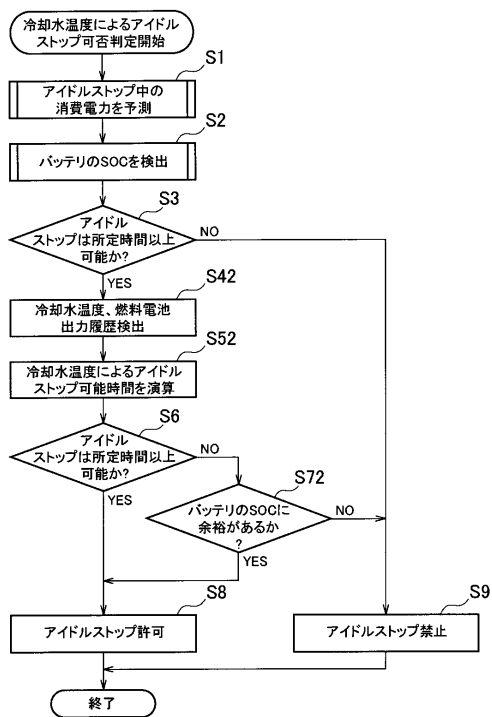 冷却水温度によるアイドル
ストップ可否判定開始
S1
アイドルストップ中の
消費電力を予測
S2
バッテリのSOCを検出
S3
アイドル
ストップは所定時間以上
可能か?
NO
YES
S42
冷却水温度、燃料電池
出力履歴検出
S52
冷却水温度によるアイドル
ストップ可能時間を演算
S6
アイドル
ストップは所定時間以上
可能か?
NO
YES
S72
バッテリのSOCに
余裕があるか
?
NO
YES
S8
アイドルストップ許可
S9
アイドルストップ禁止
終了